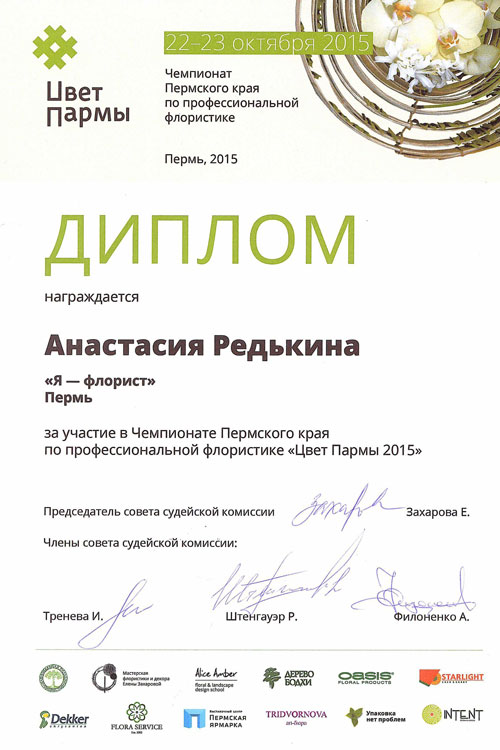 22–23 октября 2015
Цвет
Пармы
Чемпионат
Пермского края
по профессиональной
флористике
Пермь, 2015
ДИПЛОМ
награждается
Анастасия Редькина
«Я — флорист»
Пермь
за участие в Чемпионате Пермского края
по профессиональной флористике «Цвет Пармы 2015»
Председатель совета судейской комиссии Захарова Е.
Члены совета судейской комиссии:
Тренева И. Штенгауэр Р. Филоненко А.
Мастерская
флористики и декора
Елены Захаровой
Alice Amber
floral & landscape
design school
ДЕРЕВО
БОДХИ
OASIS
FLORAL PRODUCTS
STARLIGHT
Dekker
FLORA SERVICE
Выставочный центр
ПЕРМСКАЯ
ЯРМАРКА
TRIDVORNOVA
Упаковка
нет проблем
INTENT